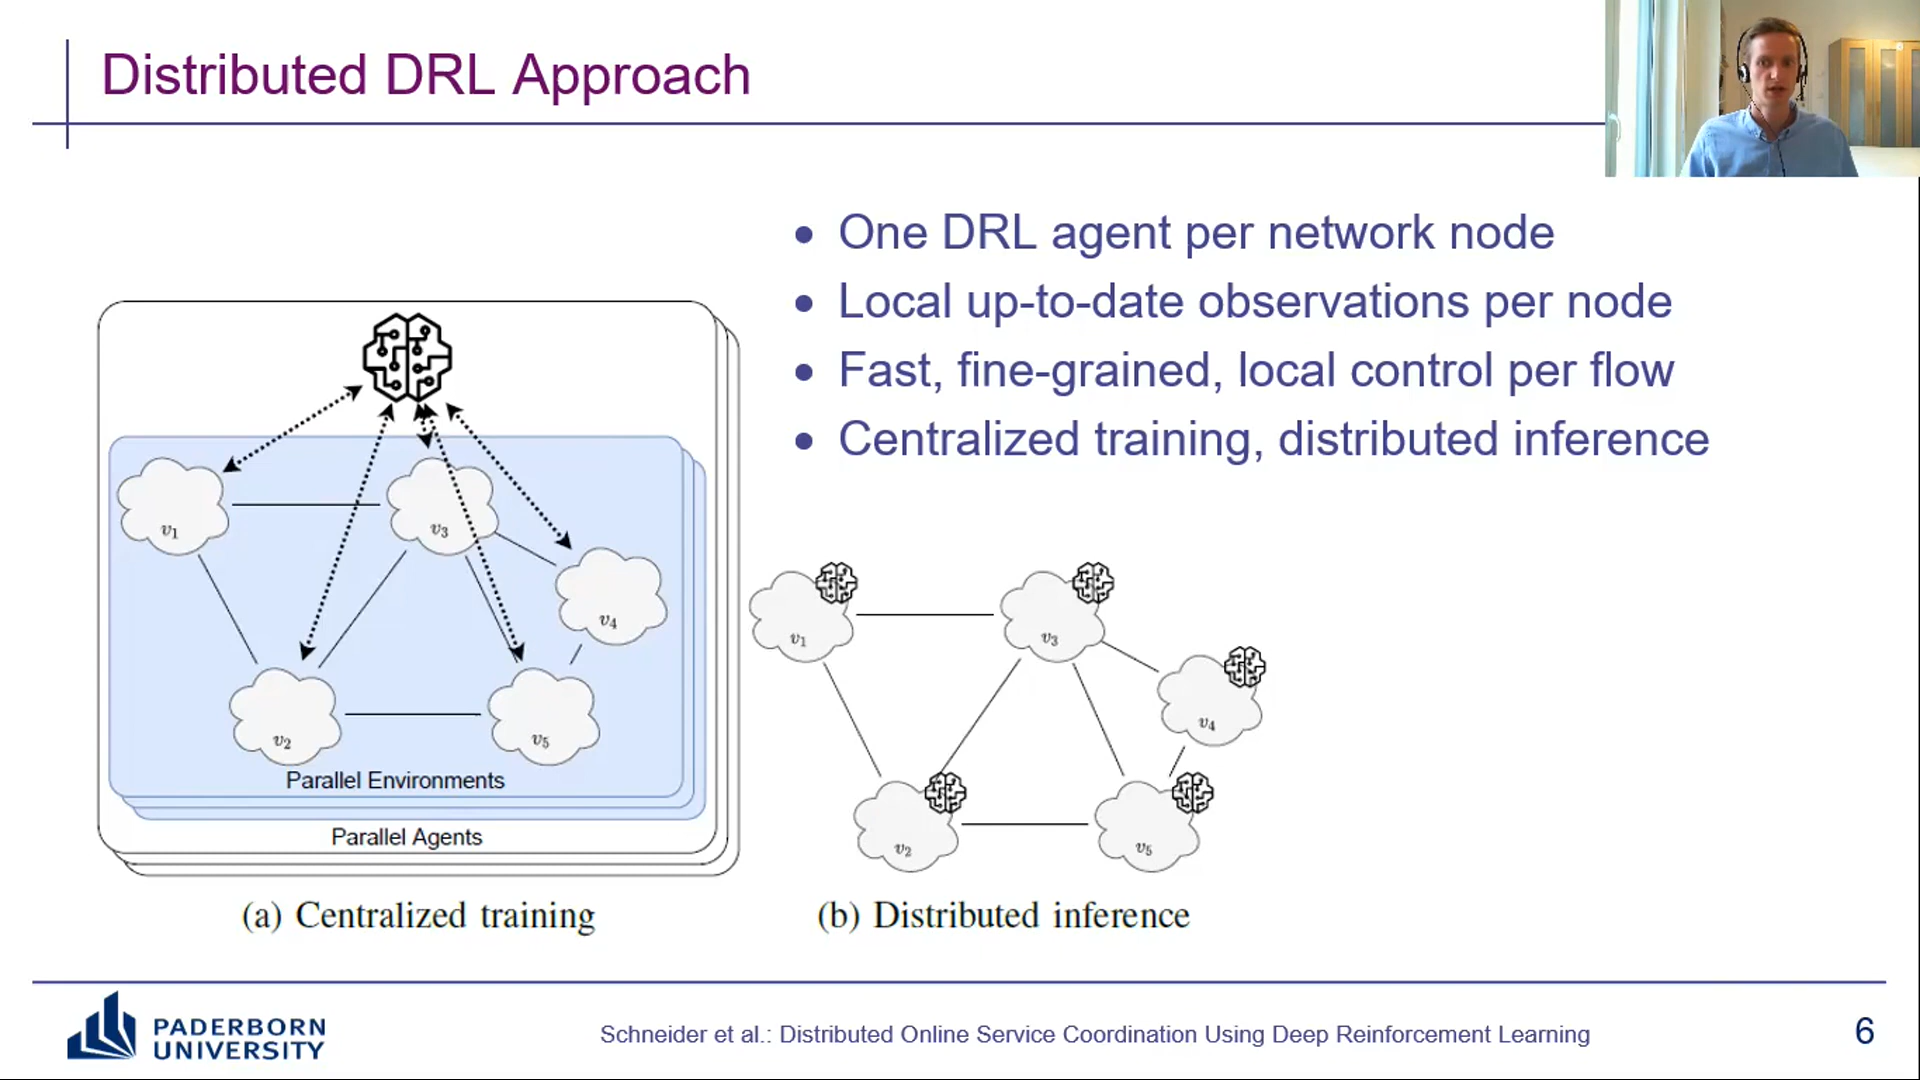 Distributed DRL Approach
• One DRL agent per network node
• Local up-to-date observations per node
• Fast, fine-grained, local control per flow
• Centralized training, distributed inference
v1
v3
v4
v2
v5
Parallel Environments
Parallel Agents
(a) Centralized training
v1
v3
v4
v2
v5
(b) Distributed inference
PADERBORN
UNIVERSITY
Schneider et al.: Distributed Online Service Coordination Using Deep Reinforcement Learning
6